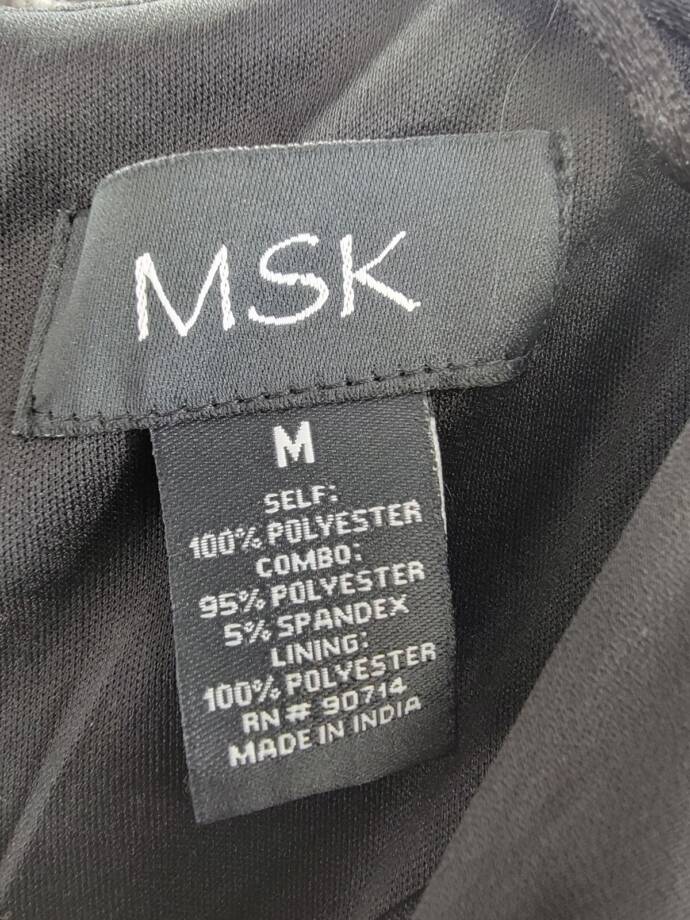 MSK
M
SELF:
100% POLYESTER
COMBO:
95% POLYESTER
5% SPANDEX
LINING:
100% POLYESTER
RN# 90714
MADE IN INDIA